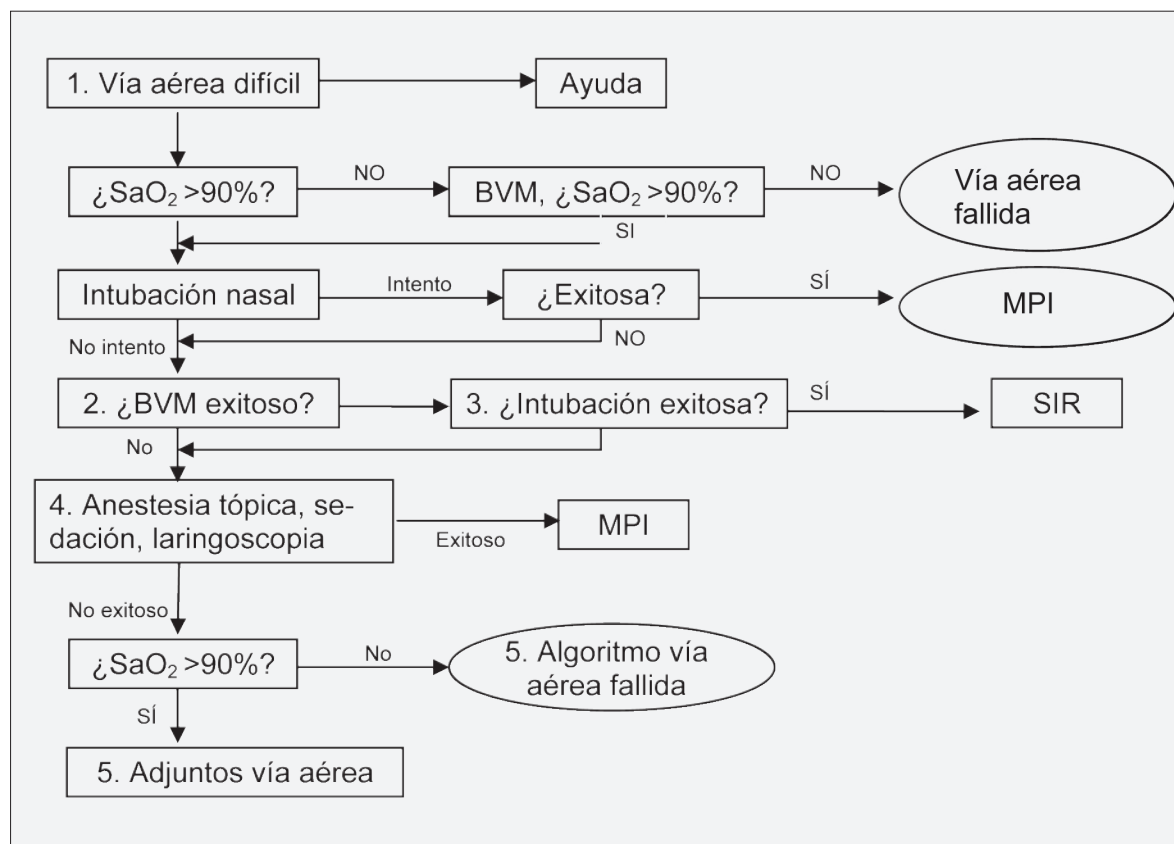 1. Vía aérea difícil
Ayuda
¿SaO₂ >90%?
NO
BVM, ¿SaO₂ >90%?
NO
Vía aérea
fallida
SI
Intubación nasal
Intento
¿Exitosa?
SÍ
MPI
No intento
NO
2. ¿BVM exitoso?
3. ¿Intubación exitosa?
SÍ
SIR
No
4. Anestesia tópica, se-
dación, laringoscopia
Exitoso
MPI
No exitoso
¿SaO₂ >90%?
No
5. Algoritmo vía
aérea fallida
SÍ
5. Adjuntos vía aérea